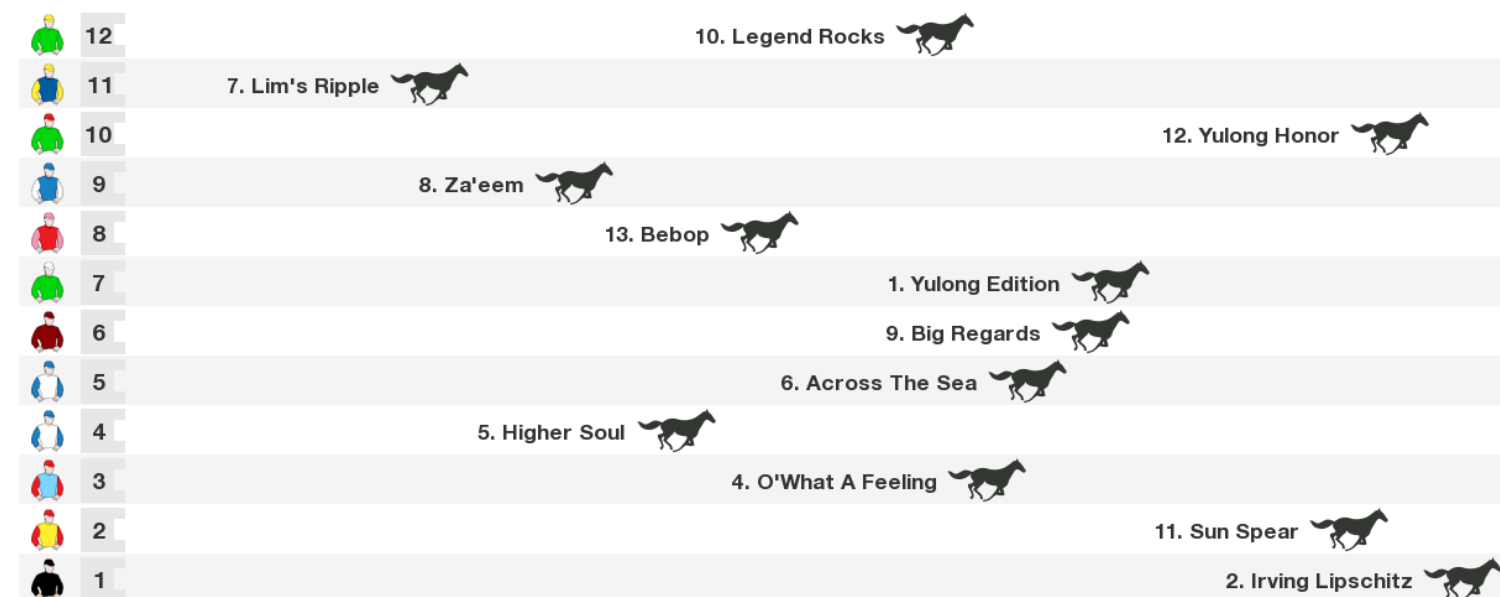 12 10. Legend Rocks
11 7. Lim's Ripple
10 12. Yulong Honor
9 8. Za'eem
8 13. Bebop
7 1. Yulong Edition
6 9. Big Regards
5 6. Across The Sea
4 5. Higher Soul
3 4. O'What A Feeling
2 11. Sun Spear
1 2. Irving Lipschitz